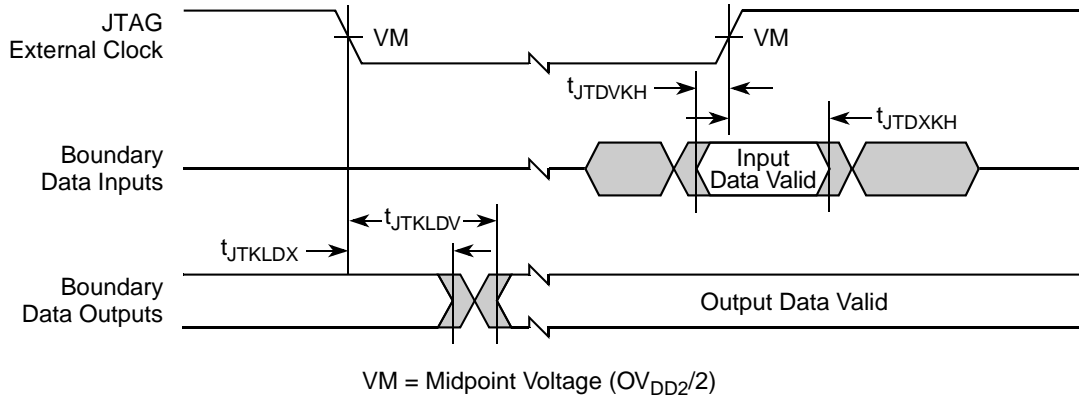 JTAG
External Clock
VM
VM
tJTDVKH
tJTDXKH
Boundary
Data Inputs
Input
Data Valid
tJTKLDV
tJTKLDX
Boundary
Data Outputs
Output Data Valid
VM = Midpoint Voltage (OVDD2/2)